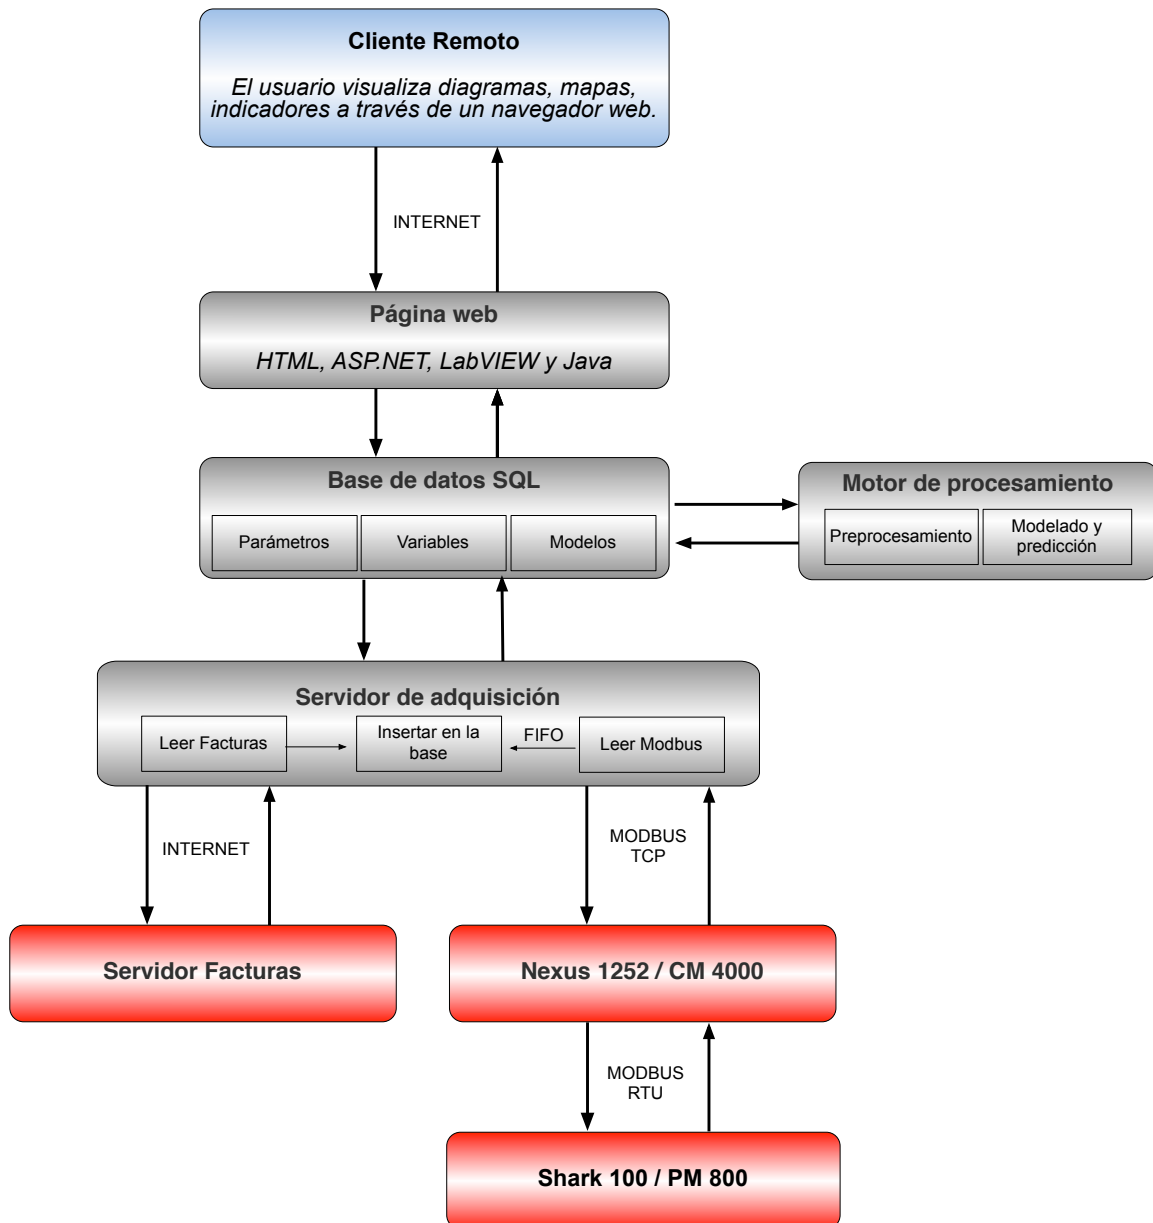 Cliente Remoto
El usuario visualiza diagramas, mapas,
indicadores a través de un navegador web.
INTERNET
Página web
HTML, ASP.NET, LabVIEW y Java
Base de datos SQL
Parámetros
Variables
Modelos
Motor de procesamiento
Preprocesamiento
Modelado y
predicción
Servidor de adquisición
Leer Facturas
Insertar en la
base
FIFO
Leer Modbus
INTERNET
MODBUS
TCP
Servidor Facturas
Nexus 1252 / CM 4000
MODBUS
RTU
Shark 100 / PM 800